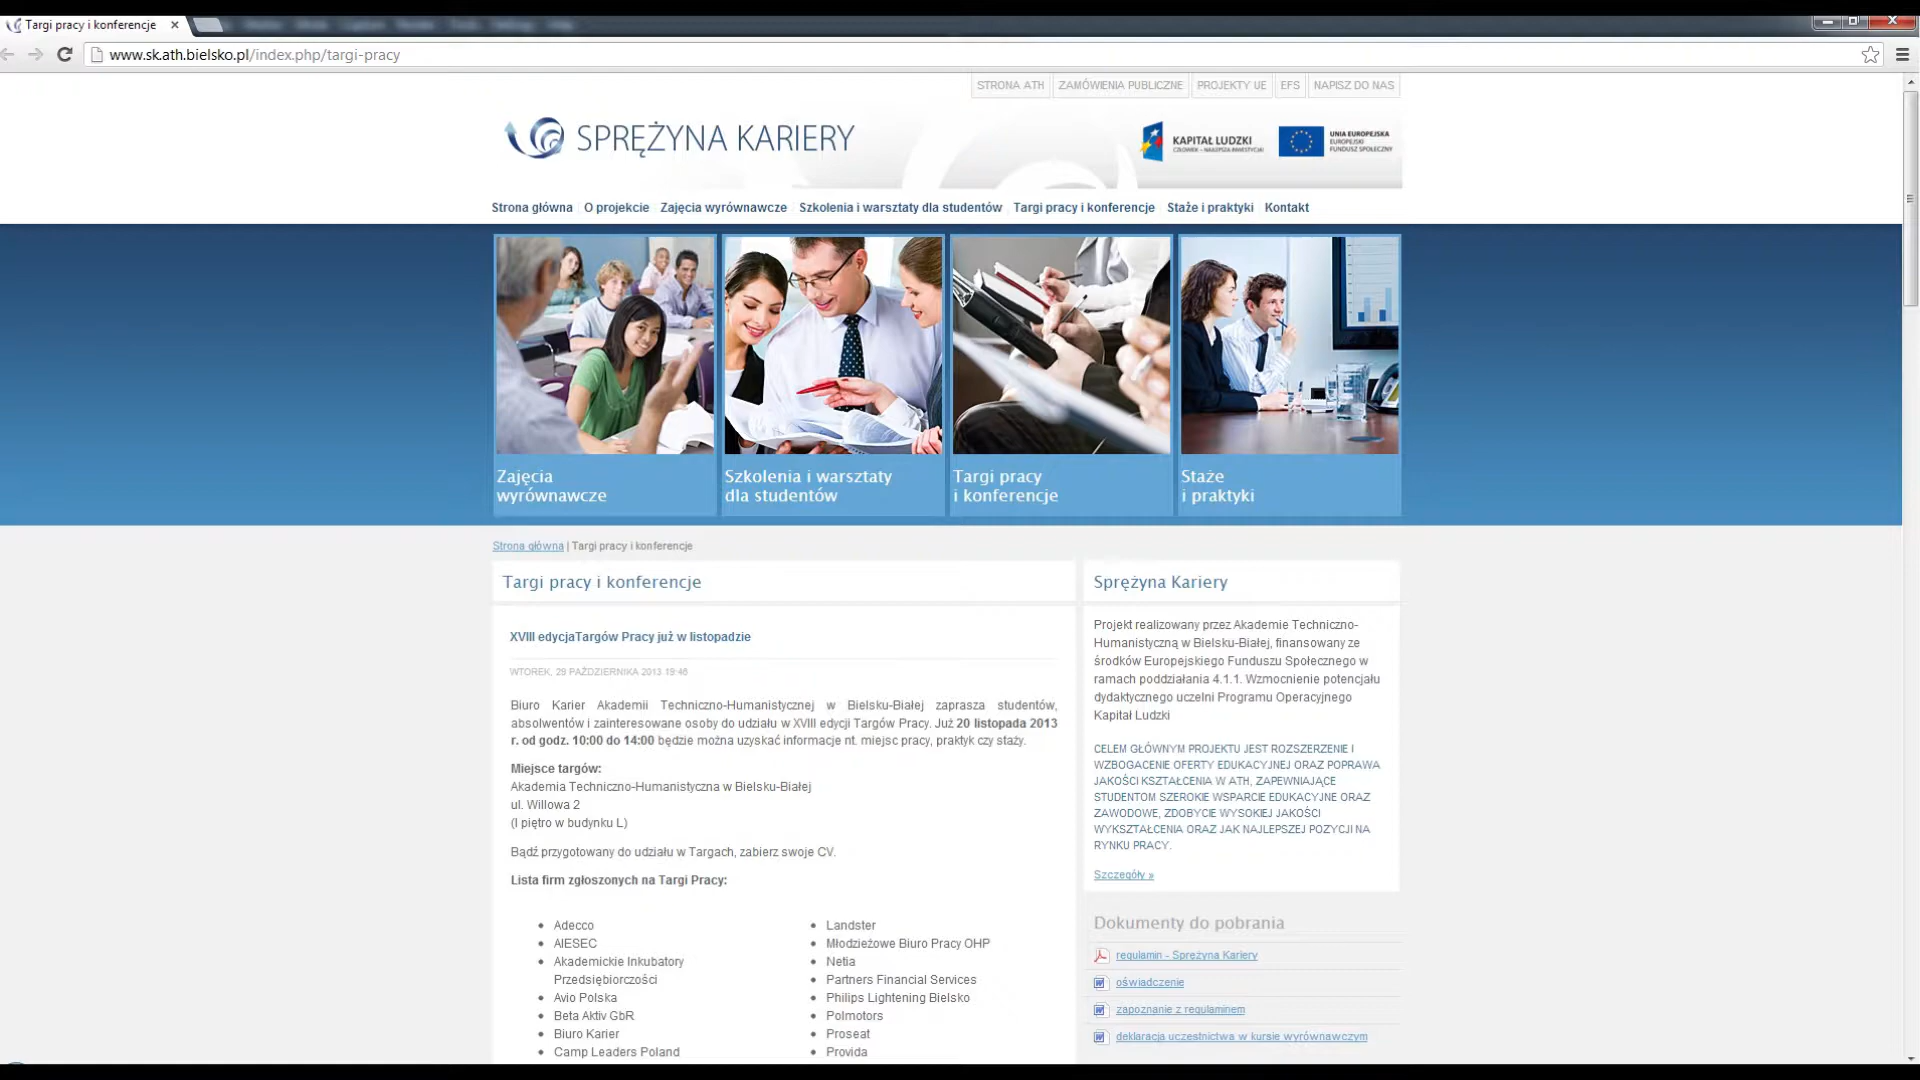 Targi pracy i konferencje
www.sk.ath.bielsko.pl/index.php/targi-pracy
STRONA ATH ZAMÓWIENIA PUBLICZNE PROJEKTY UE EFS NAPISZ DO NAS
SPRĘŻYNA KARIERY
KAPITAŁ LUDZKI
CZŁOWIEK – NAJLEPSZA INWESTYCJA!
UNIA EUROPEJSKA
EUROPEJSKI
FUNDUSZ SPOŁECZNY
Strona główna O projekcie Zajęcia wyrównawcze Szkolenia i warsztaty dla studentów Targi pracy i konferencje Staże i praktyki Kontakt
Zajęcia
wyrównawcze
Szkolenia i warsztaty
dla studentów
Targi pracy
i konferencje
Staże
i praktyki
Strona główna | Targi pracy i konferencje
Targi pracy i konferencje
XVIII edycjaTargów Pracy już w listopadzie
WTOREK, 29 PAŹDZIERNIKA 2013 19:46
Biuro Karier Akademii Techniczno-Humanistycznej w Bielsku-Białej zaprasza studentów,
absolwentów i zainteresowane osoby do udziału w XVIII edycji Targów Pracy. Już 20 listopada 2013
r. od godz. 10:00 do 14:00 będzie można uzyskać informacje nt. miejsc pracy, praktyk czy staży.
Miejsce targów:
Akademia Techniczno-Humanistyczna w Bielsku-Białej
ul. Willowa 2
(I piętro w budynku L)
Bądź przygotowany do udziału w Targach, zabierz swoje CV.
Lista firm zgłoszonych na Targi Pracy:
Adecco
AIESEC
Akademickie Inkubatory
Przedsiębiorczości
Avio Polska
Beta Aktiv GbR
Biuro Karier
Camp Leaders Poland
Landster
Młodzieżowe Biuro Pracy OHP
Netia
Partners Financial Services
Philips Lightening Bielsko
Polmotors
Proseat
Provida
Sprężyna Kariery
Projekt realizowany przez Akademie Techniczno-
Humanistyczną w Bielsku-Białej, finansowany ze
środków Europejskiego Funduszu Społecznego w
ramach poddziałania 4.1.1. Wzmocnienie potencjału
dydaktycznego uczelni Programu Operacyjnego
Kapitał Ludzki
CELEM GŁÓWNYM PROJEKTU JEST ROZSZERZENIE I
WZBOGACENIE OFERTY EDUKACYJNEJ ORAZ POPRAWA
JAKOŚCI KSZTAŁCENIA W ATH, ZAPEWNIAJĄCE
STUDENTOM SZEROKIE WSPARCIE EDUKACYJNE ORAZ
ZAWODOWE, ZDOBYCIE WYSOKIEJ JAKOŚCI
WYKSZTAŁCENIA ORAZ JAK NAJLEPSZEJ POZYCJI NA
RYNKU PRACY.
Szczegóły »
Dokumenty do pobrania
regulamin - Sprężyna Kariery
oświadczenie
zapoznanie z regulaminem
deklaracja uczestnictwa w kursie wyrównawczym